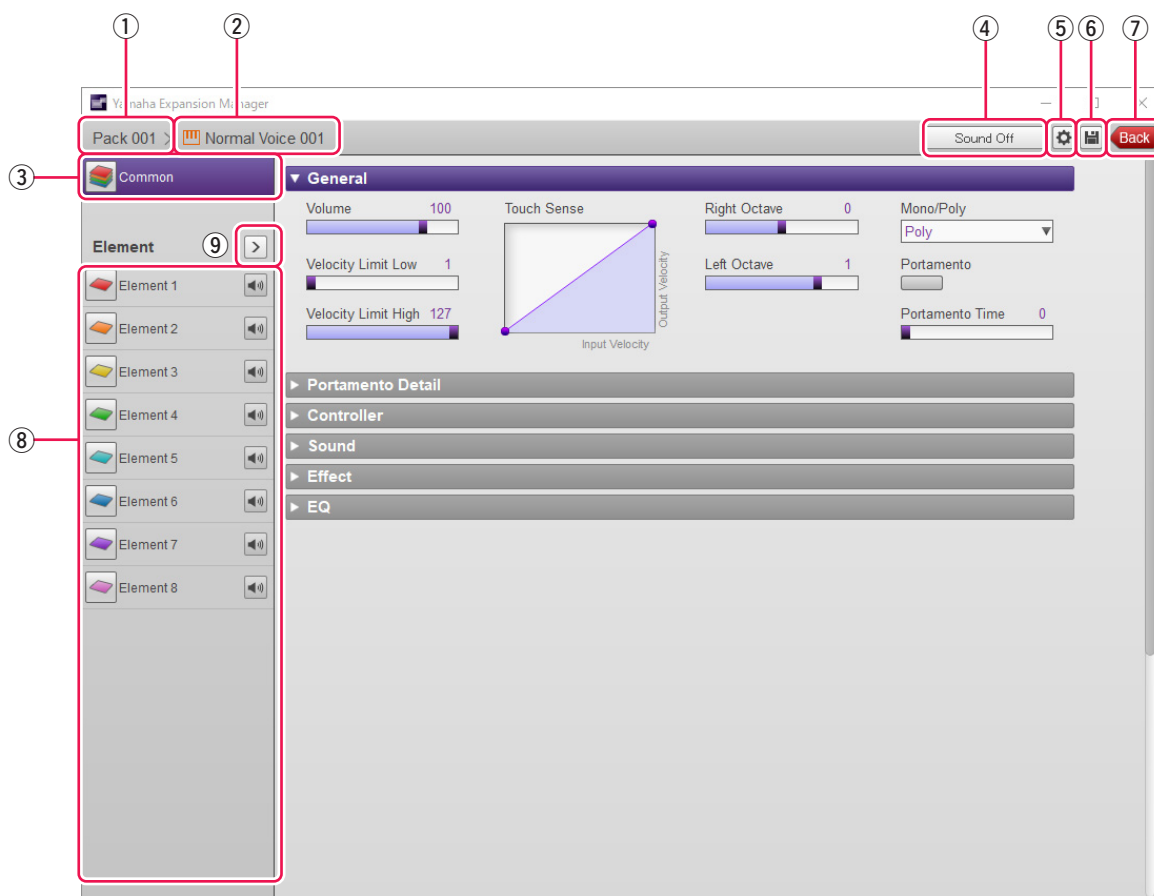 ① ② ④ ⑤ ⑥ ⑦
Yamaha Expansion Manager
Pack 001 > Normal Voice 001 Sound Off Back
③ Common
General
Volume 100 Touch Sense Right Octave 0 Mono/Poly
Poly
Element ⑨ >
Velocity Limit Low 1 Left Octave 1 Portamento
Output Velocity
Velocity Limit High 127 Portamento Time 0
Input Velocity
Element 1
Element 2
Element 3
Element 4
⑧
Element 5
Element 6
Element 7
Element 8
Portamento Detail
Controller
Sound
Effect
EQ